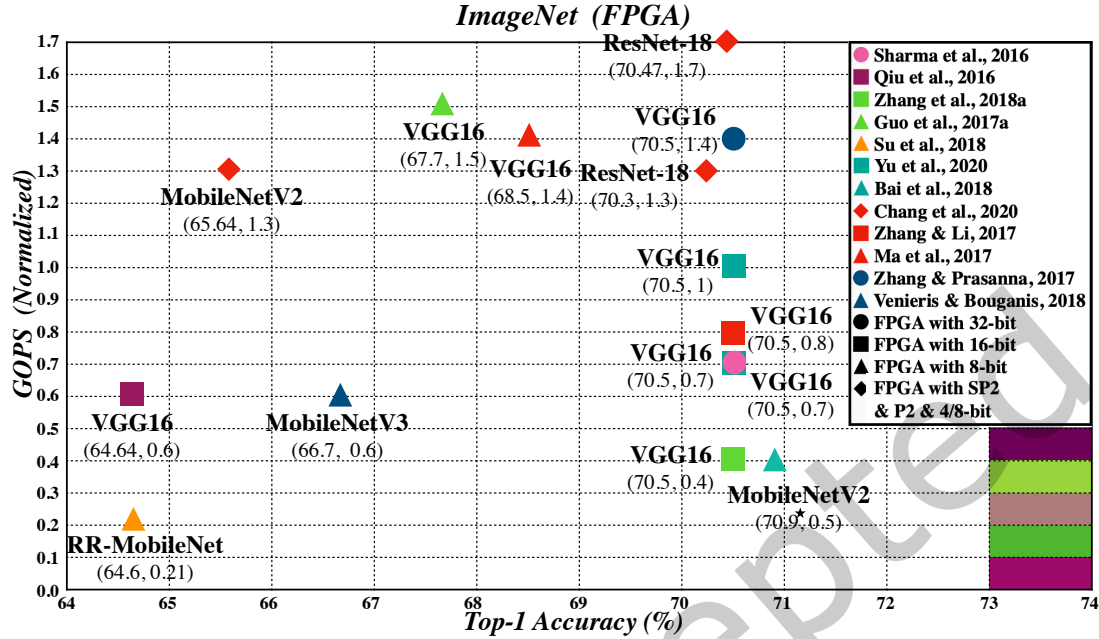 ImageNet (FPGA)
GOPS (Normalized)
1.7
1.6
1.5
1.4
1.3
1.2
1.1
1.0
0.9
0.8
0.7
0.6
0.5
0.4
0.3
0.2
0.1
0.0
ResNet-18
(70.47, 1.7)
VGG16
(67.7, 1.5)
VGG16
(68.5, 1.4)
VGG16
(70.5, 1.4)
ResNet-18
(70.3, 1.3)
MobileNetV2
(65.64, 1.3)
VGG16
(70.5, 1)
VGG16
(70.5, 0.8)
VGG16
(70.5, 0.7)
VGG16
(70.5, 0.7)
VGG16
(64.64, 0.6)
MobileNetV3
(66.7, 0.6)
VGG16
(70.5, 0.4)
MobileNetV2
(70.9, 0.5)
RR-MobileNet
(64.6, 0.21)
Sharma et al., 2016
Qiu et al., 2016
Zhang et al., 2018a
Guo et al., 2017a
Su et al., 2018
Yu et al., 2020
Bai et al., 2018
Chang et al., 2020
Zhang & Li, 2017
Ma et al., 2017
Zhang & Prasanna, 2017
Venieris & Bouganis, 2018
FPGA with 32-bit
FPGA with 16-bit
FPGA with 8-bit
FPGA with SP2
& P2 & 4/8-bit
64 65 66 67 68 69 70 71 72 73 74
Top-1 Accuracy (%)
epted